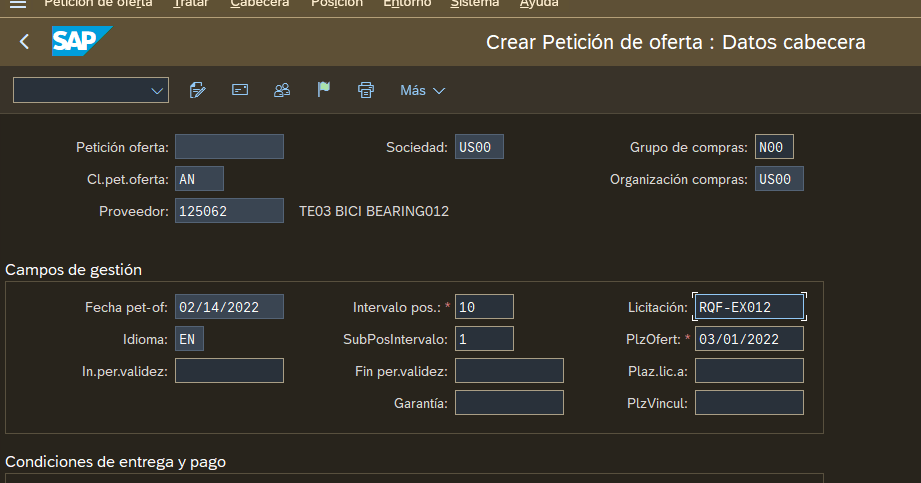 Petición de oferta Tratar Cabecera Posición Entorno Sistema Ayuda
SAP Crear Petición de oferta : Datos cabecera
Más
Petición oferta: Sociedad: US00 Grupo de compras: N00
Cl.pet.oferta: AN Organización compras: US00
Proveedor: 125062 TE03 BICI BEARING012
Campos de gestión
Fecha pet-of: 02/14/2022 Intervalo pos.: * 10 Licitación: RQF-EX012
Idioma: EN SubPosIntervalo: 1 PlzOfert: * 03/01/2022
In.per.validez: Fin per.validez: Plaz.lic.a:
Garantía: PlzVincul:
Condiciones de entrega y pago